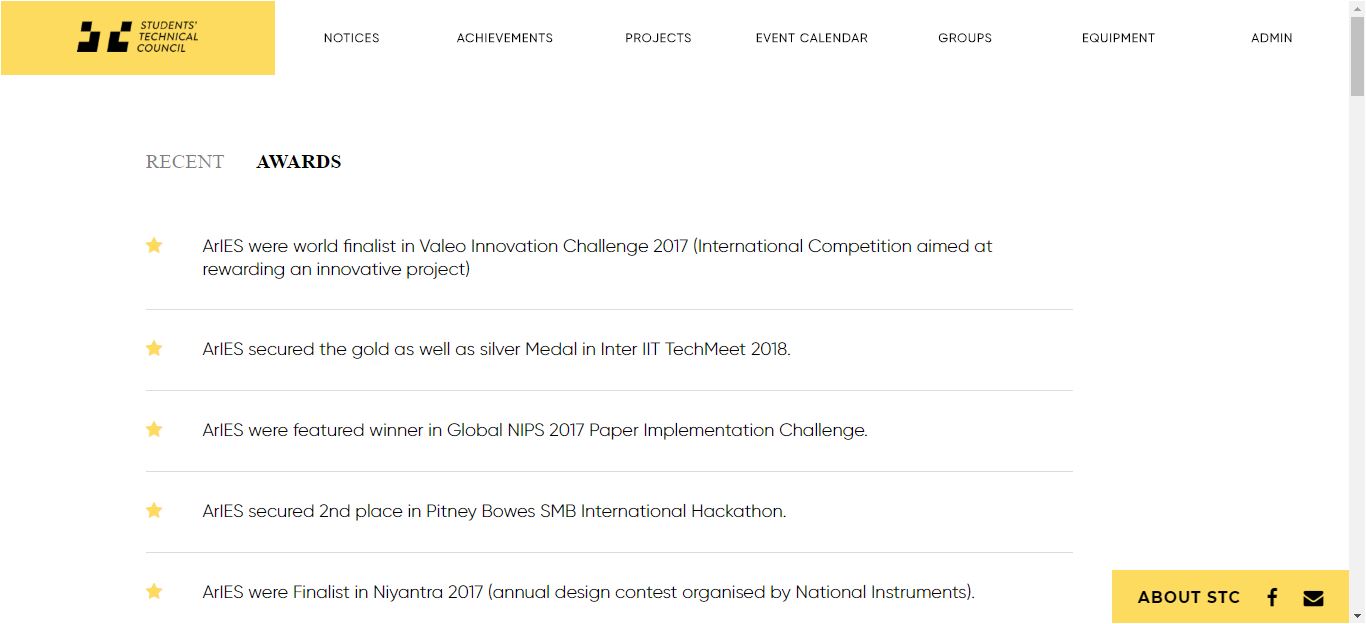 STUDENTS'
TECHNICAL
COUNCIL
NOTICES ACHIEVEMENTS PROJECTS EVENT CALENDAR GROUPS EQUIPMENT ADMIN
RECENT AWARDS
ArIES were world finalist in Valeo Innovation Challenge 2017 (International Competition aimed at
rewarding an innovative project)
ArIES secured the gold as well as silver Medal in Inter IIT TechMeet 2018.
ArIES were featured winner in Global NIPS 2017 Paper Implementation Challenge.
ArIES secured 2nd place in Pitney Bowes SMB International Hackathon.
ArIES were Finalist in Niyantra 2017 (annual design contest organised by National Instruments).
ABOUT STC